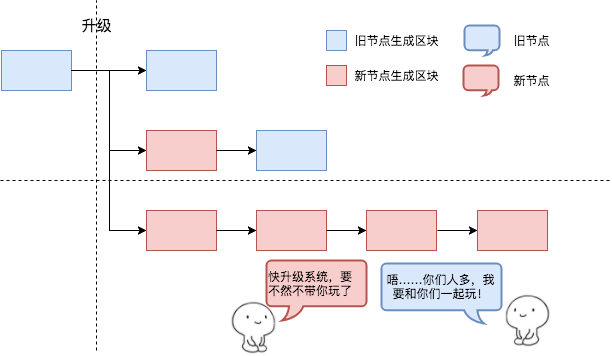 升级
旧节点生成区块
旧节点
新节点生成区块
新节点
快升级系统，要
不然不带你玩了
唔……你们人多，我
要和你们一起玩！